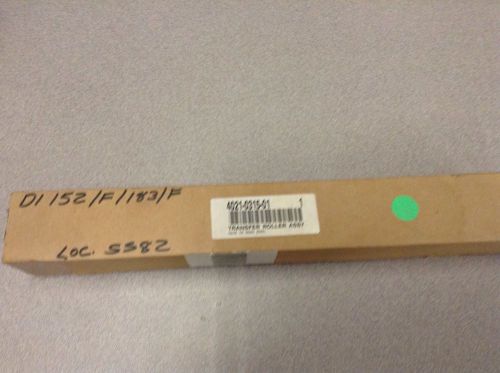 DI 152/F/183/F
LOC. 5582
4021-0315-01 1
TRANSFER ROLLER ASSY